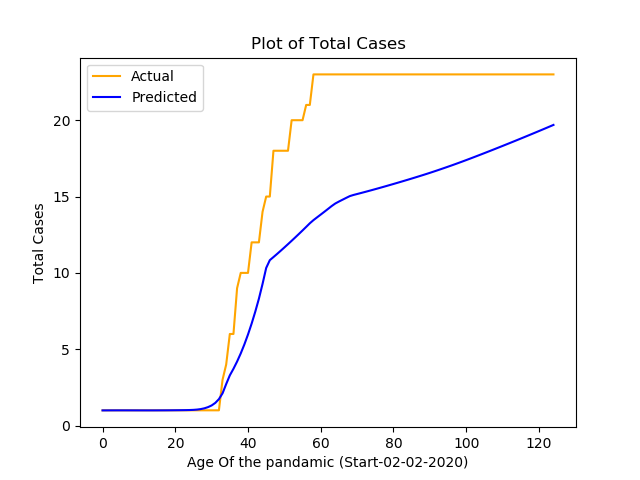 Plot of Total Cases
Actual
Predicted
20
15
10
5
0
Total Cases
0 20 40 60 80 100 120
Age Of the pandamic (Start-02-02-2020)